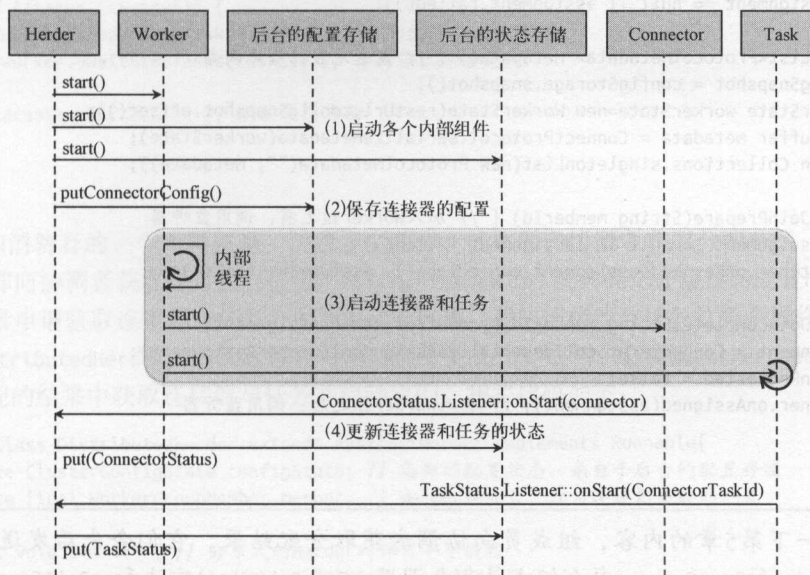 Herder
Worker
后台的配置存储
后台的状态存储
Connector
Task
start()
start()
(1)启动各个内部组件
start()
putConnectorConfig()
(2)保存连接器的配置
内部
线程
start()
(3)启动连接器和任务
start()
ConnectorStatus.Listener::onStart(connector)
(4)更新连接器和任务的状态
put(ConnectorStatus)
TaskStatus.Listener::onStart(ConnectorTaskId)
put(TaskStatus)